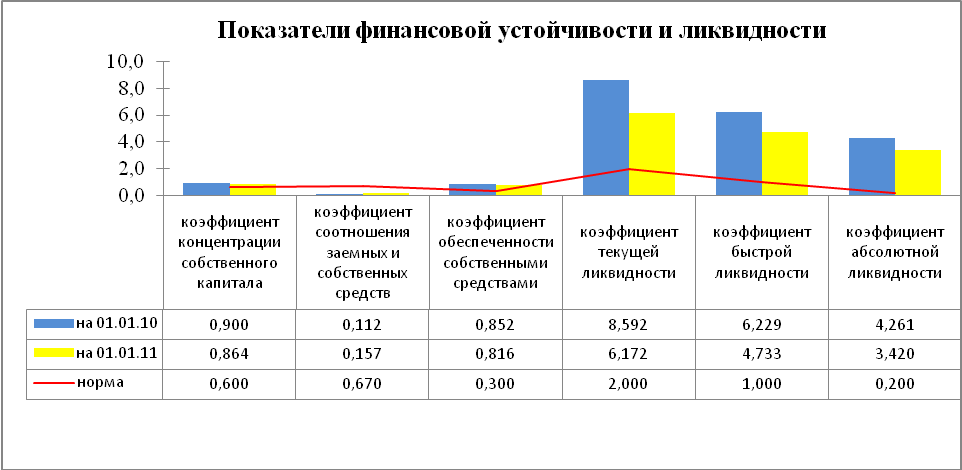 Показатели финансовой устойчивости и ликвидности
10,0
8,0
6,0
4,0
2,0
0,0
коэффициент
концентрации
собственного
капитала
коэффициент
соотношения
заемных и
собственных
средств
коэффициент
обеспеченности
собственными
средствами
коэффициент
текущей
ликвидности
коэффициент
быстрой
ликвидности
коэффициент
абсолютной
ликвидности
на 01.01.10 0,900 0,112 0,852 8,592 6,229 4,261
на 01.01.11 0,864 0,157 0,816 6,172 4,733 3,420
норма 0,600 0,670 0,300 2,000 1,000 0,200